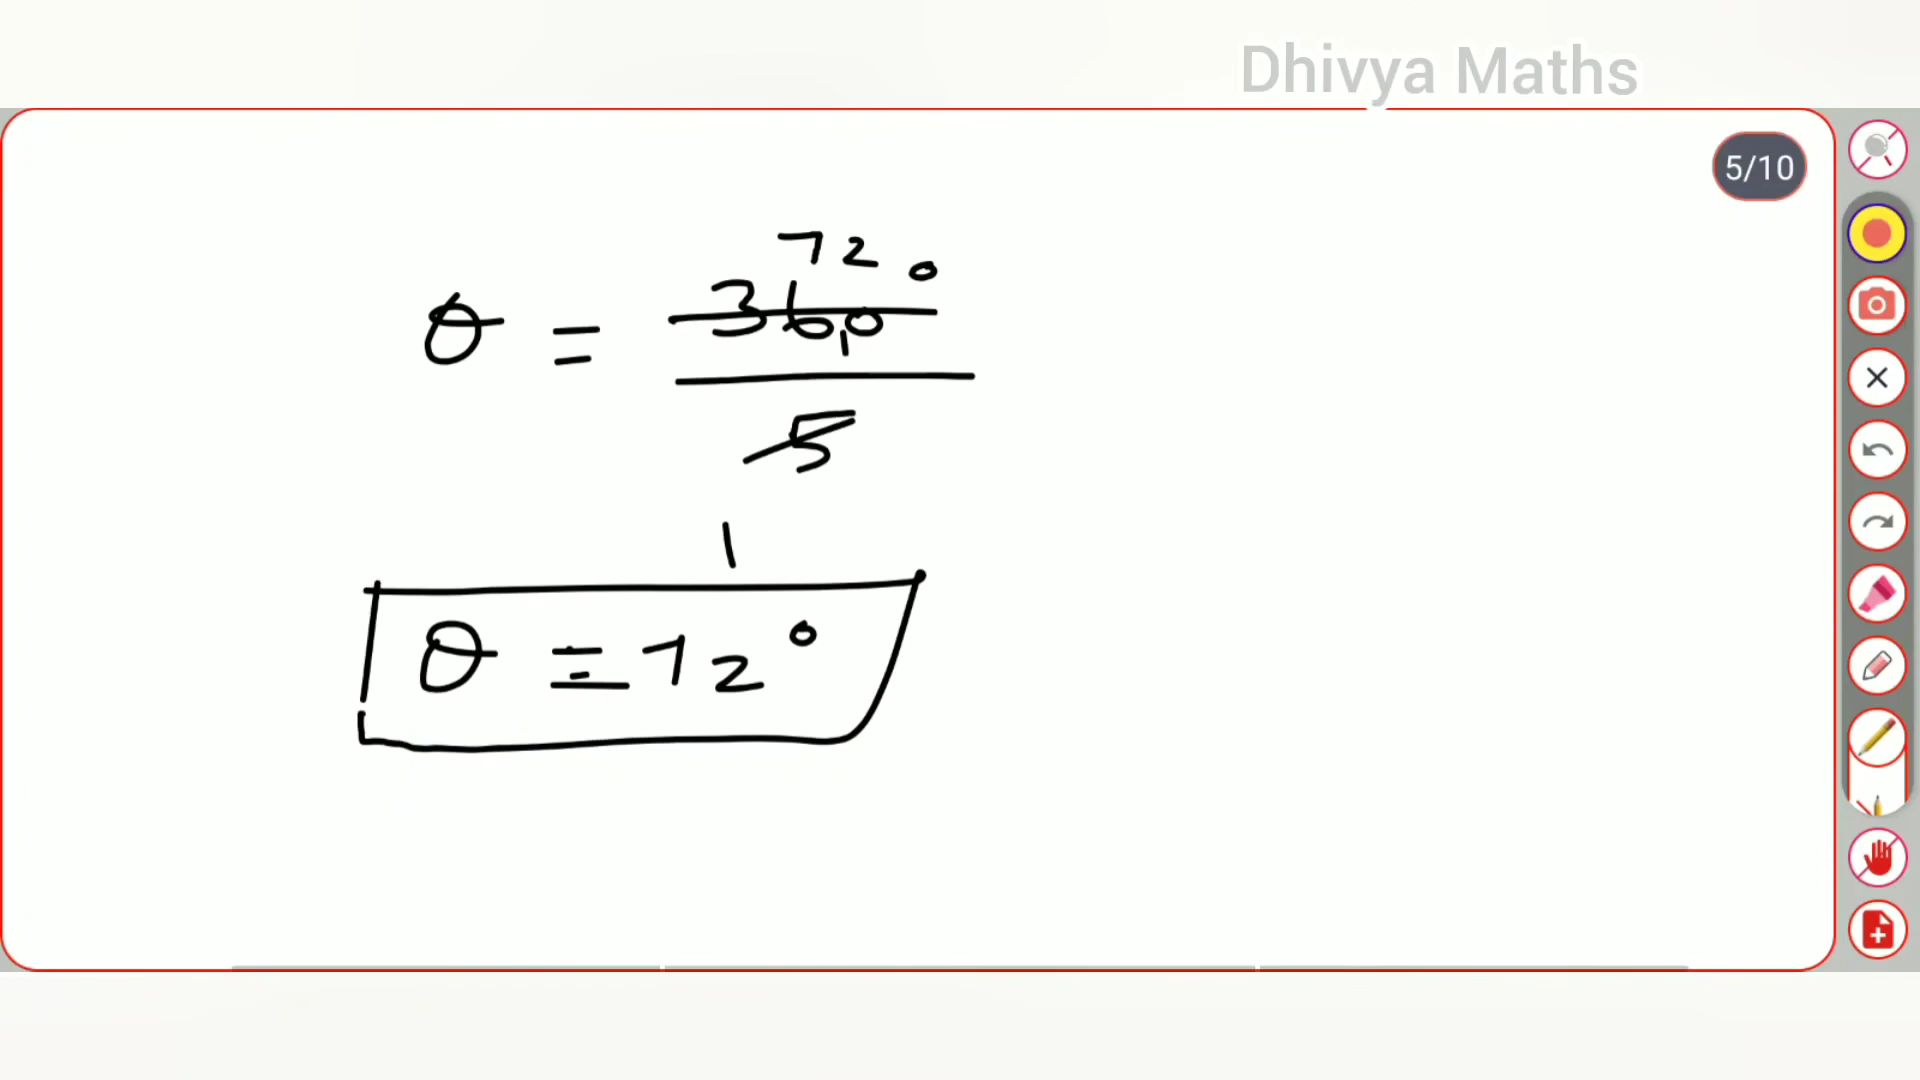 Dhivya Maths
5/10
72
θ = 360°
5
1
θ = 72°